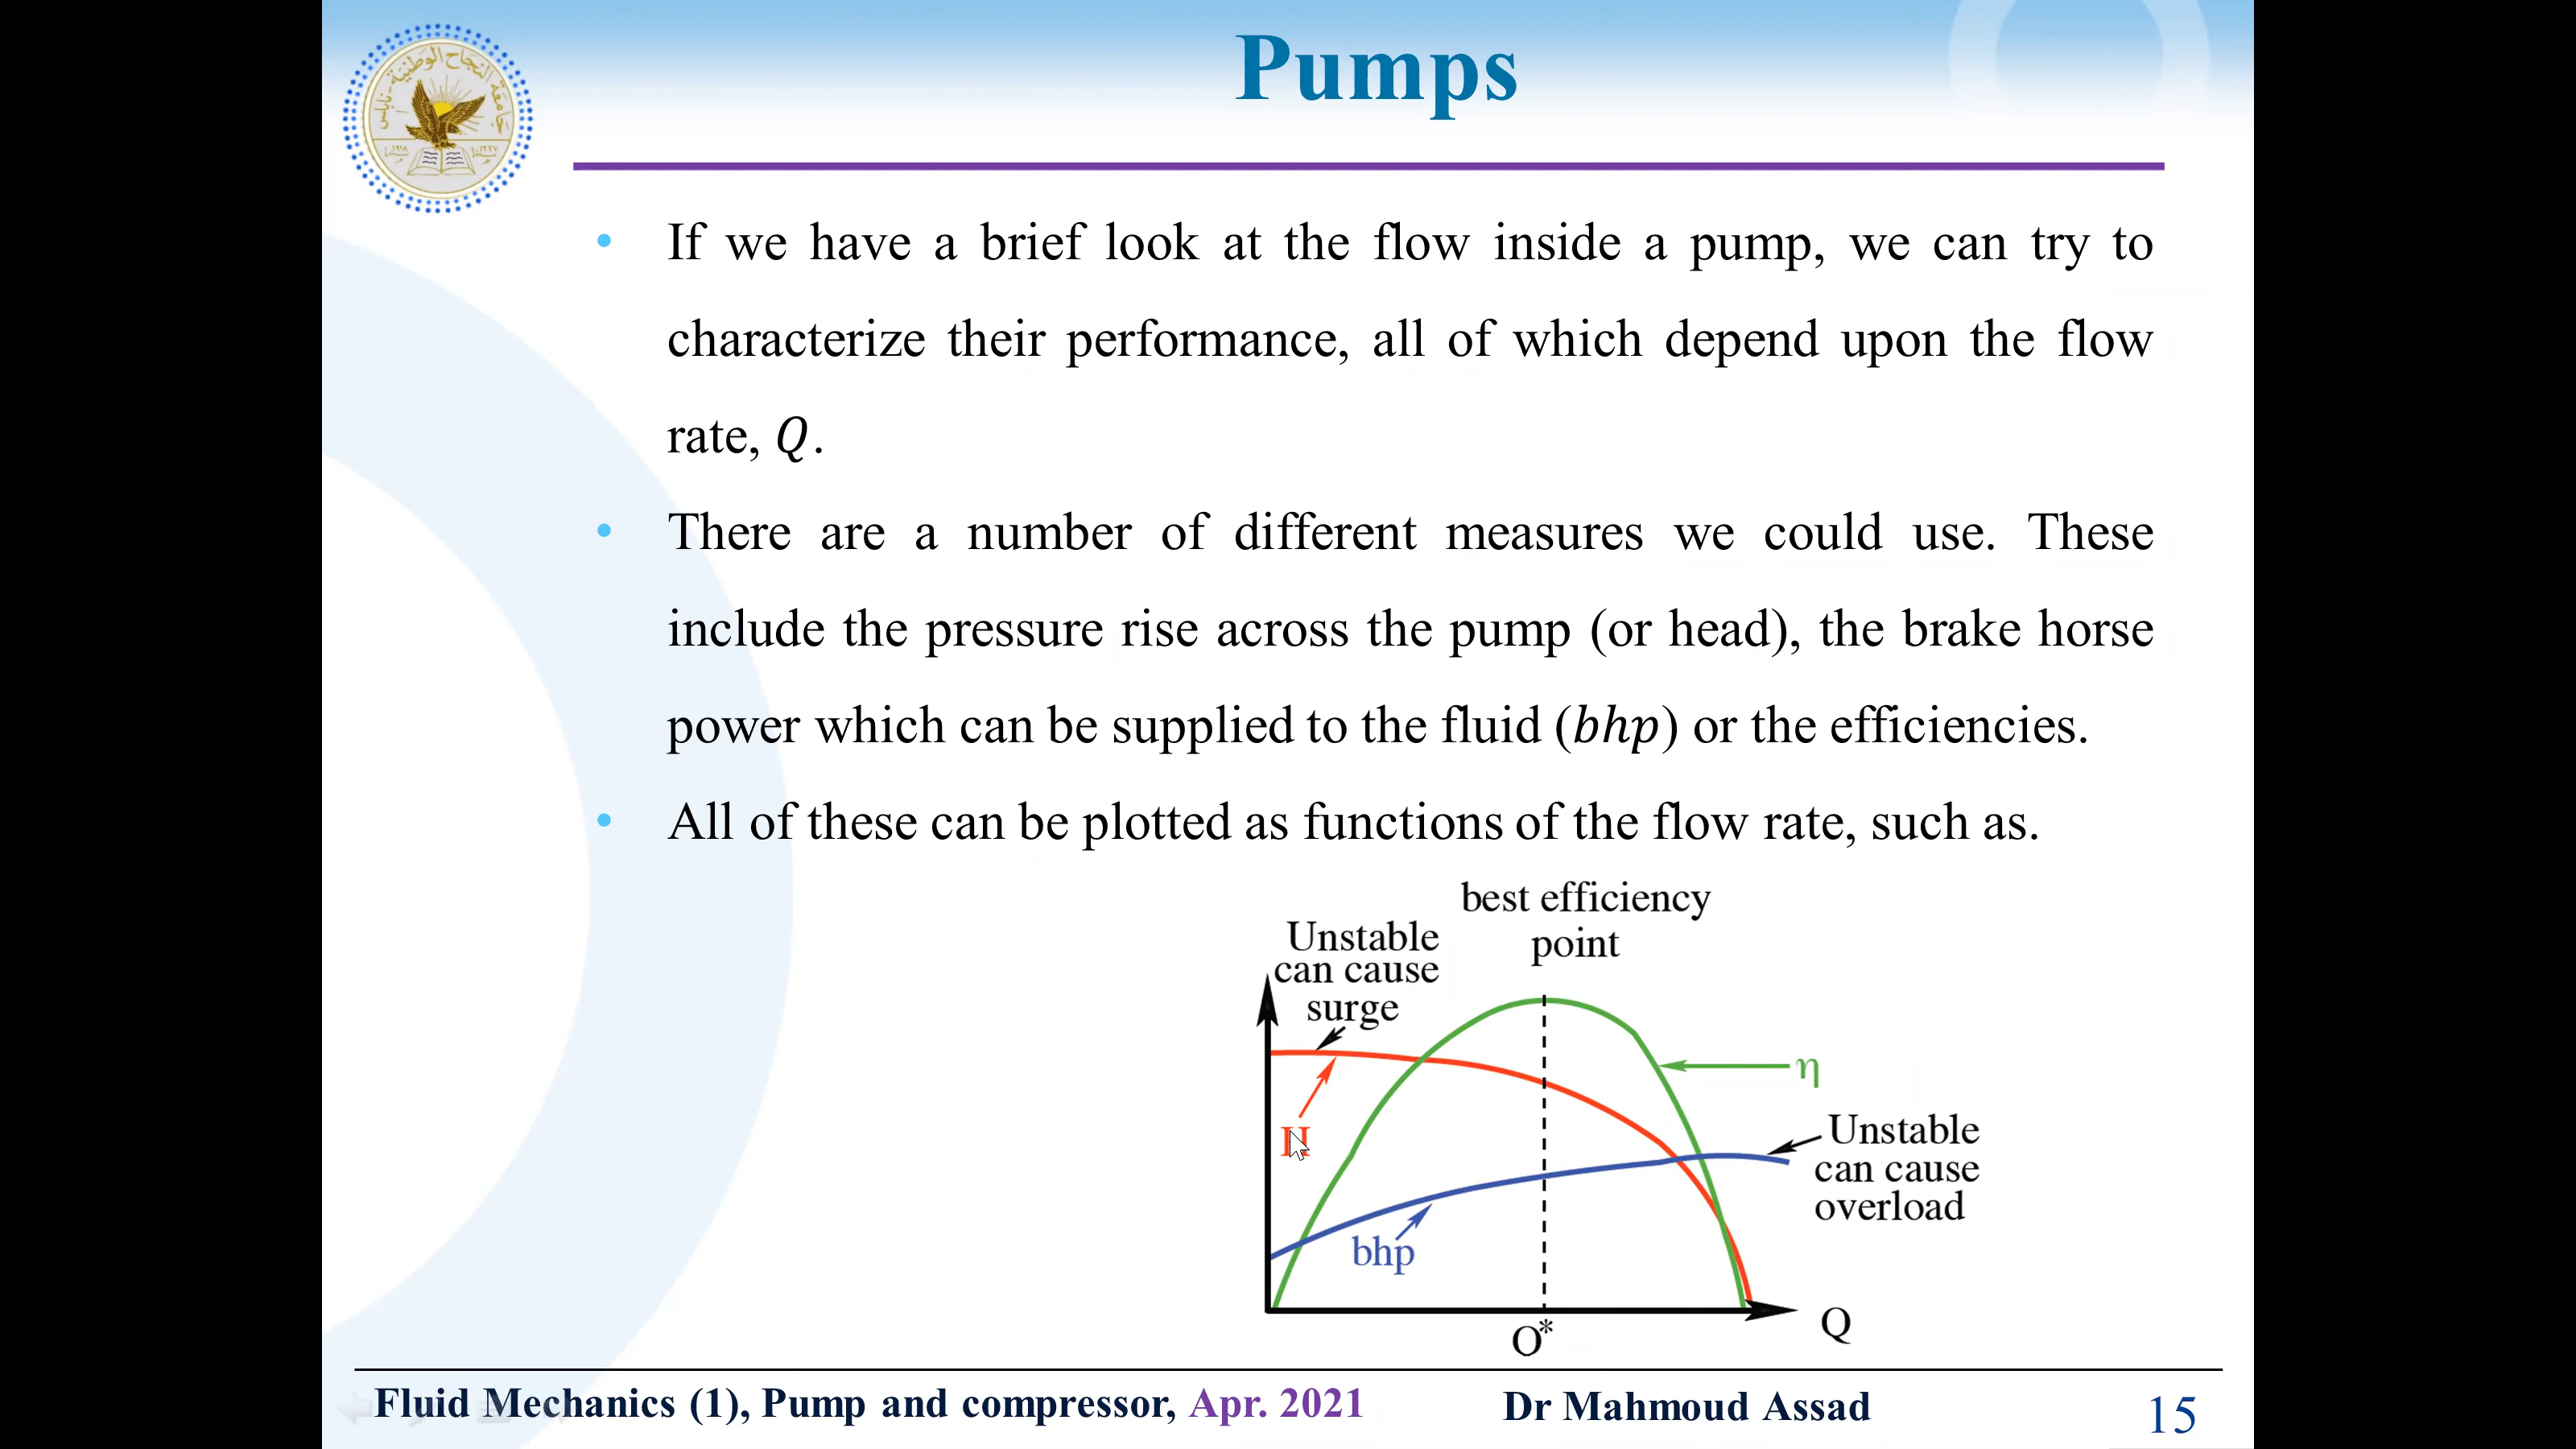 Pumps
جامعة النجاح الوطنية - نابلس
• If we have a brief look at the flow inside a pump, we can try to
characterize their performance, all of which depend upon the flow
rate, Q.
• There are a number of different measures we could use. These
include the pressure rise across the pump (or head), the brake horse
power which can be supplied to the fluid (bhp) or the efficiencies.
• All of these can be plotted as functions of the flow rate, such as.
best efficiency
point
Unstable
can cause
surge
H
η
Unstable
can cause
overload
bhp
Q
O*
Fluid Mechanics (1), Pump and compressor, Apr. 2021
Dr Mahmoud Assad
15